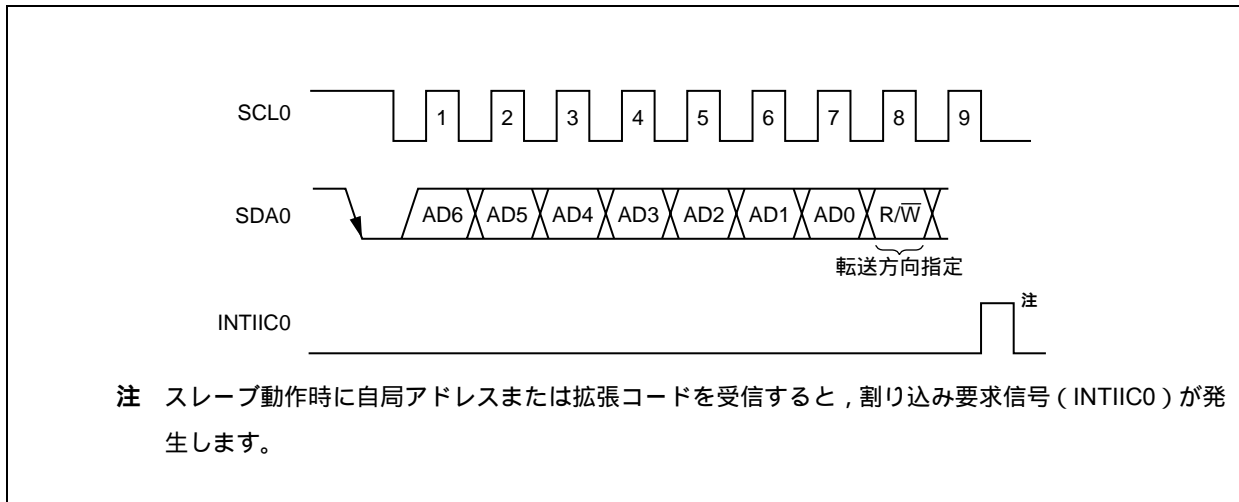 SCL0 1 2 3 4 5 6 7 8 9
SDA0 AD6 AD5 AD4 AD3 AD2 AD1 AD0 R/W̅
転送方向指定
注
INTIIC0
注 スレーブ動作時に自局アドレスまたは拡張コードを受信すると,割り込み要求信号(INTIIC0)が発
生します。